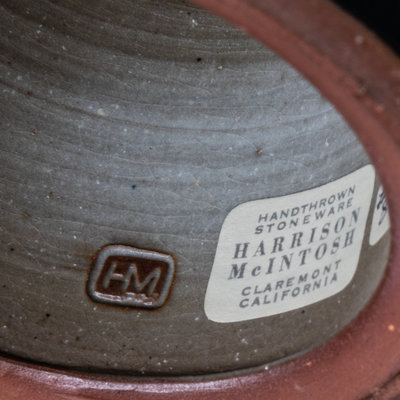 HM
HANDTHROWN
STONEWARE
HARRISON
McINTOSH
CLAREMONT
CALIFORNIA